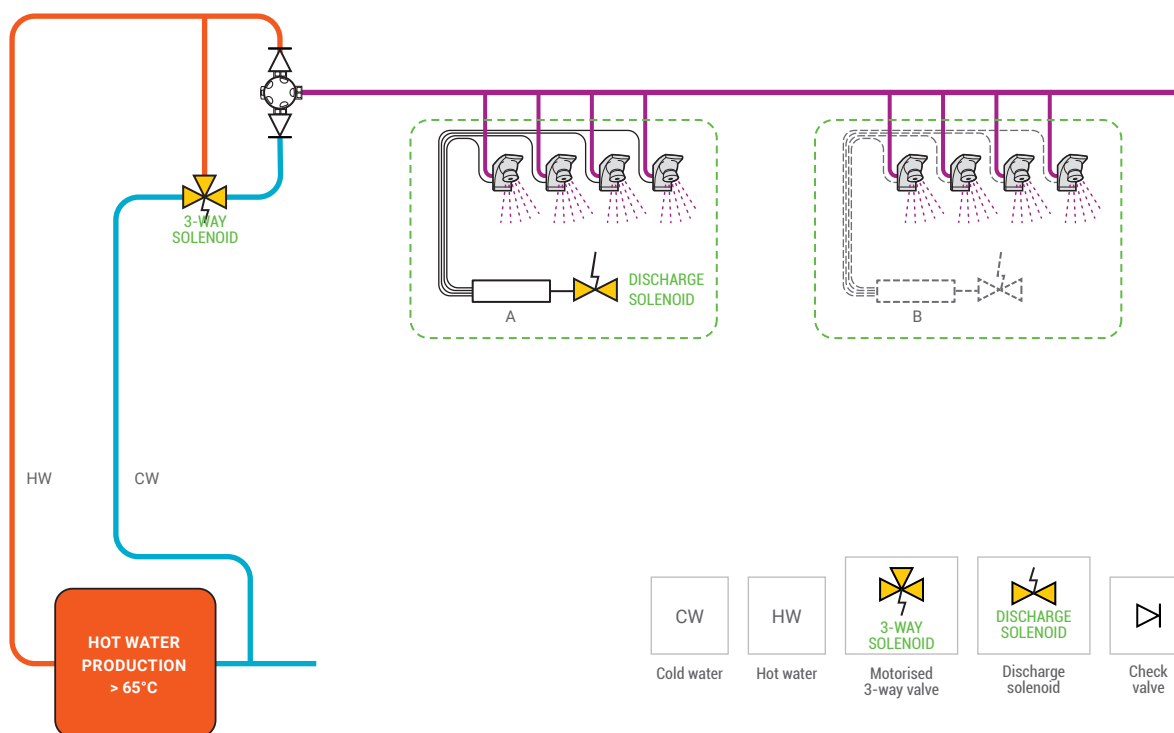 3-WAY
SOLENOID
DISCHARGE
SOLENOID
A
B
HW
CW
HOT WATER
PRODUCTION
> 65°C
CW
HW
3-WAY
SOLENOID
DISCHARGE
SOLENOID
Cold water
Hot water
Motorised
3-way valve
Discharge
solenoid
Check
valve